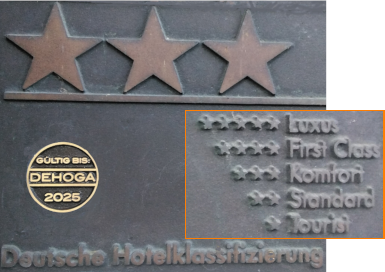 GÜLTIG BIS:
DEHOGA
2025
Luxus
First Class
Komfort
Standard
Tourist
Deutsche Hotelklassifizierung